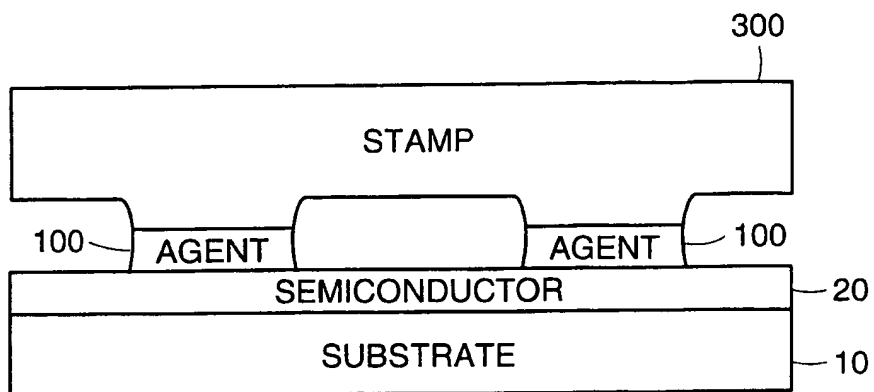 300
STAMP
100 AGENT AGENT 100
SEMICONDUCTOR 20
SUBSTRATE 10